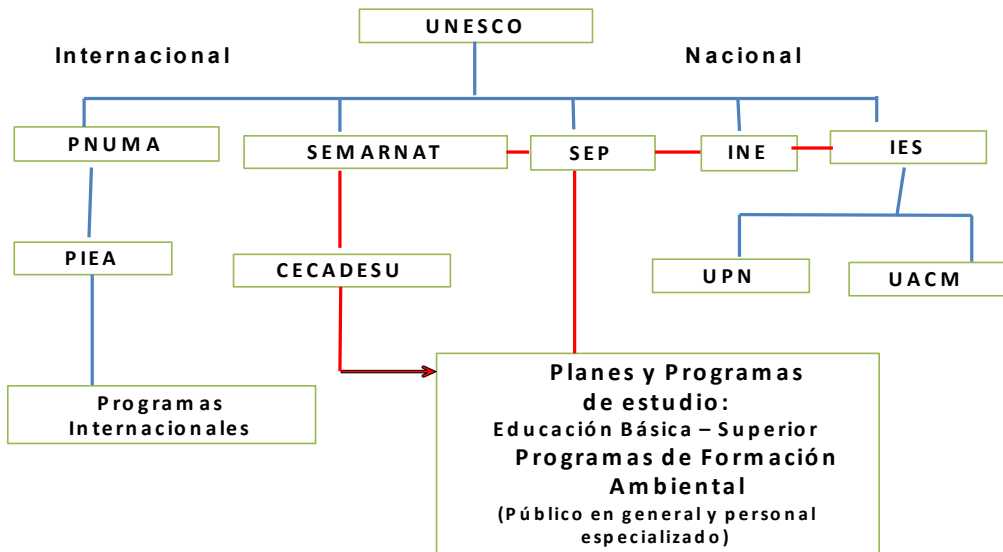 UNESCO
Internacional
Nacional
PNUMA
SEMARNAT
SEP
INE
IES
PIEA
CECADESU
UPN
UACM
Programas
Internacionales
Planes y Programas
de estudio:
Educación Básica – Superior
Programas de Formación
Ambiental
(Público en general y personal
especializado)